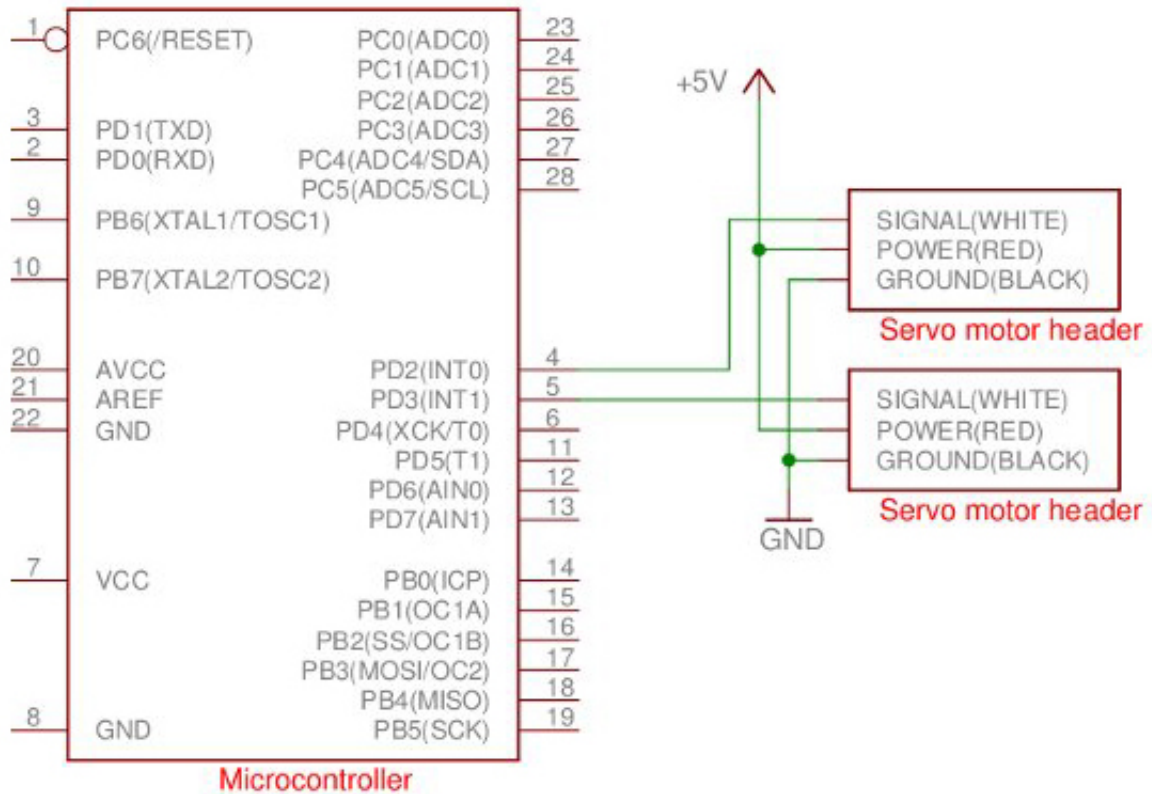 1 PC6(/RESET)
3 PD1(TXD)
2 PD0(RXD)
9 PB6(XTAL1/TOSC1)
10 PB7(XTAL2/TOSC2)
20 AVCC
21 AREF
22 GND
7 VCC
8 GND
PC0(ADC0) 23
PC1(ADC1) 24
PC2(ADC2) 25
PC3(ADC3) 26
PC4(ADC4/SDA) 27
PC5(ADC5/SCL) 28
PD2(INT0) 4
PD3(INT1) 5
PD4(XCK/T0) 6
PD5(T1) 11
PD6(AIN0) 12
PD7(AIN1) 13
PB0(ICP) 14
PB1(OC1A) 15
PB2(SS/OC1B) 16
PB3(MOSI/OC2) 17
PB4(MISO) 18
PB5(SCK) 19
Microcontroller
+5V
SIGNAL(WHITE)
POWER(RED)
GROUND(BLACK)
Servo motor header
SIGNAL(WHITE)
POWER(RED)
GROUND(BLACK)
Servo motor header
GND